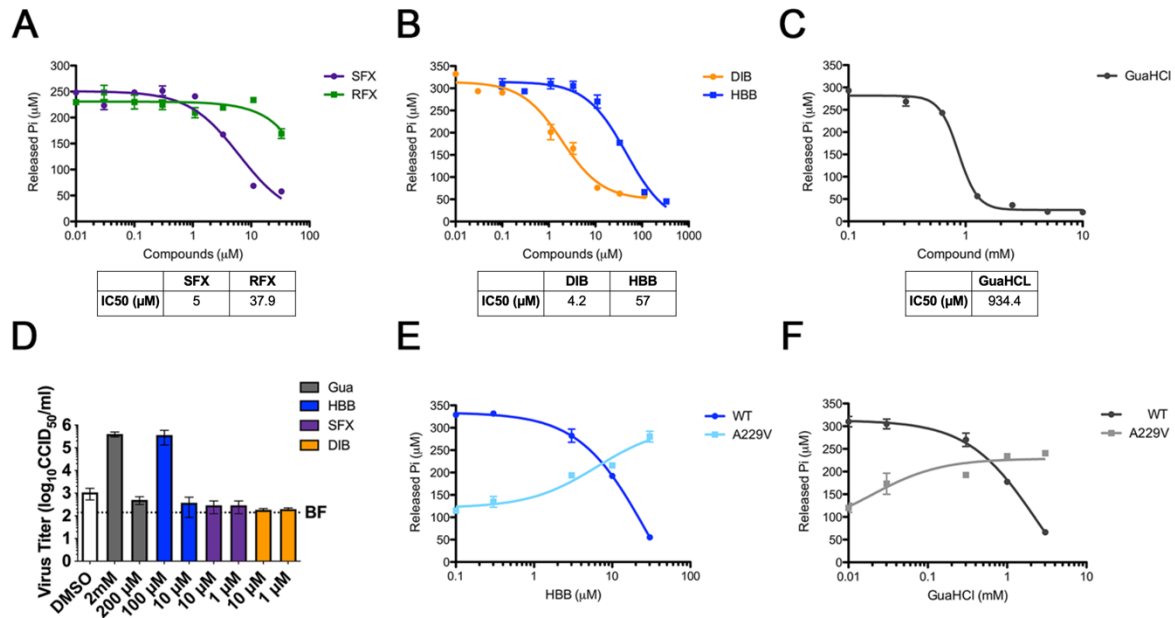 A
SFX
RFX
Released Pi (μM)
300
250
200
150
100
50
0
0.01 0.1 1 10 100
Compounds (μM)
SFX RFX
IC50 (μM) 5 37.9
B
DIB
HBB
Released Pi (μM)
350
300
250
200
150
100
50
0
0.01 0.1 1 10 100 1000
Compounds (μM)
DIB HBB
IC50 (μM) 4.2 57
C
GuaHCl
Released Pi (μM)
350
300
250
200
150
100
50
0
0.1 1 10
Compound (mM)
GuaHCL
IC50 (μM) 934.4
D
Gua
HBB
SFX
DIB
Virus Titer (log10CCID50/ml)
6
5
4
3
2
1
0
BF
DMSO 2mM 200 μM 100 μM 10 μM 10 μM 1 μM 10 μM 1 μM
E
WT
A229V
Released Pi (μM)
350
300
250
200
150
100
50
0
0.1 1 10 100
HBB (μM)
F
WT
A229V
Released Pi (μM)
350
300
250
200
150
100
50
0
0.01 0.1 1 10
GuaHCl (mM)